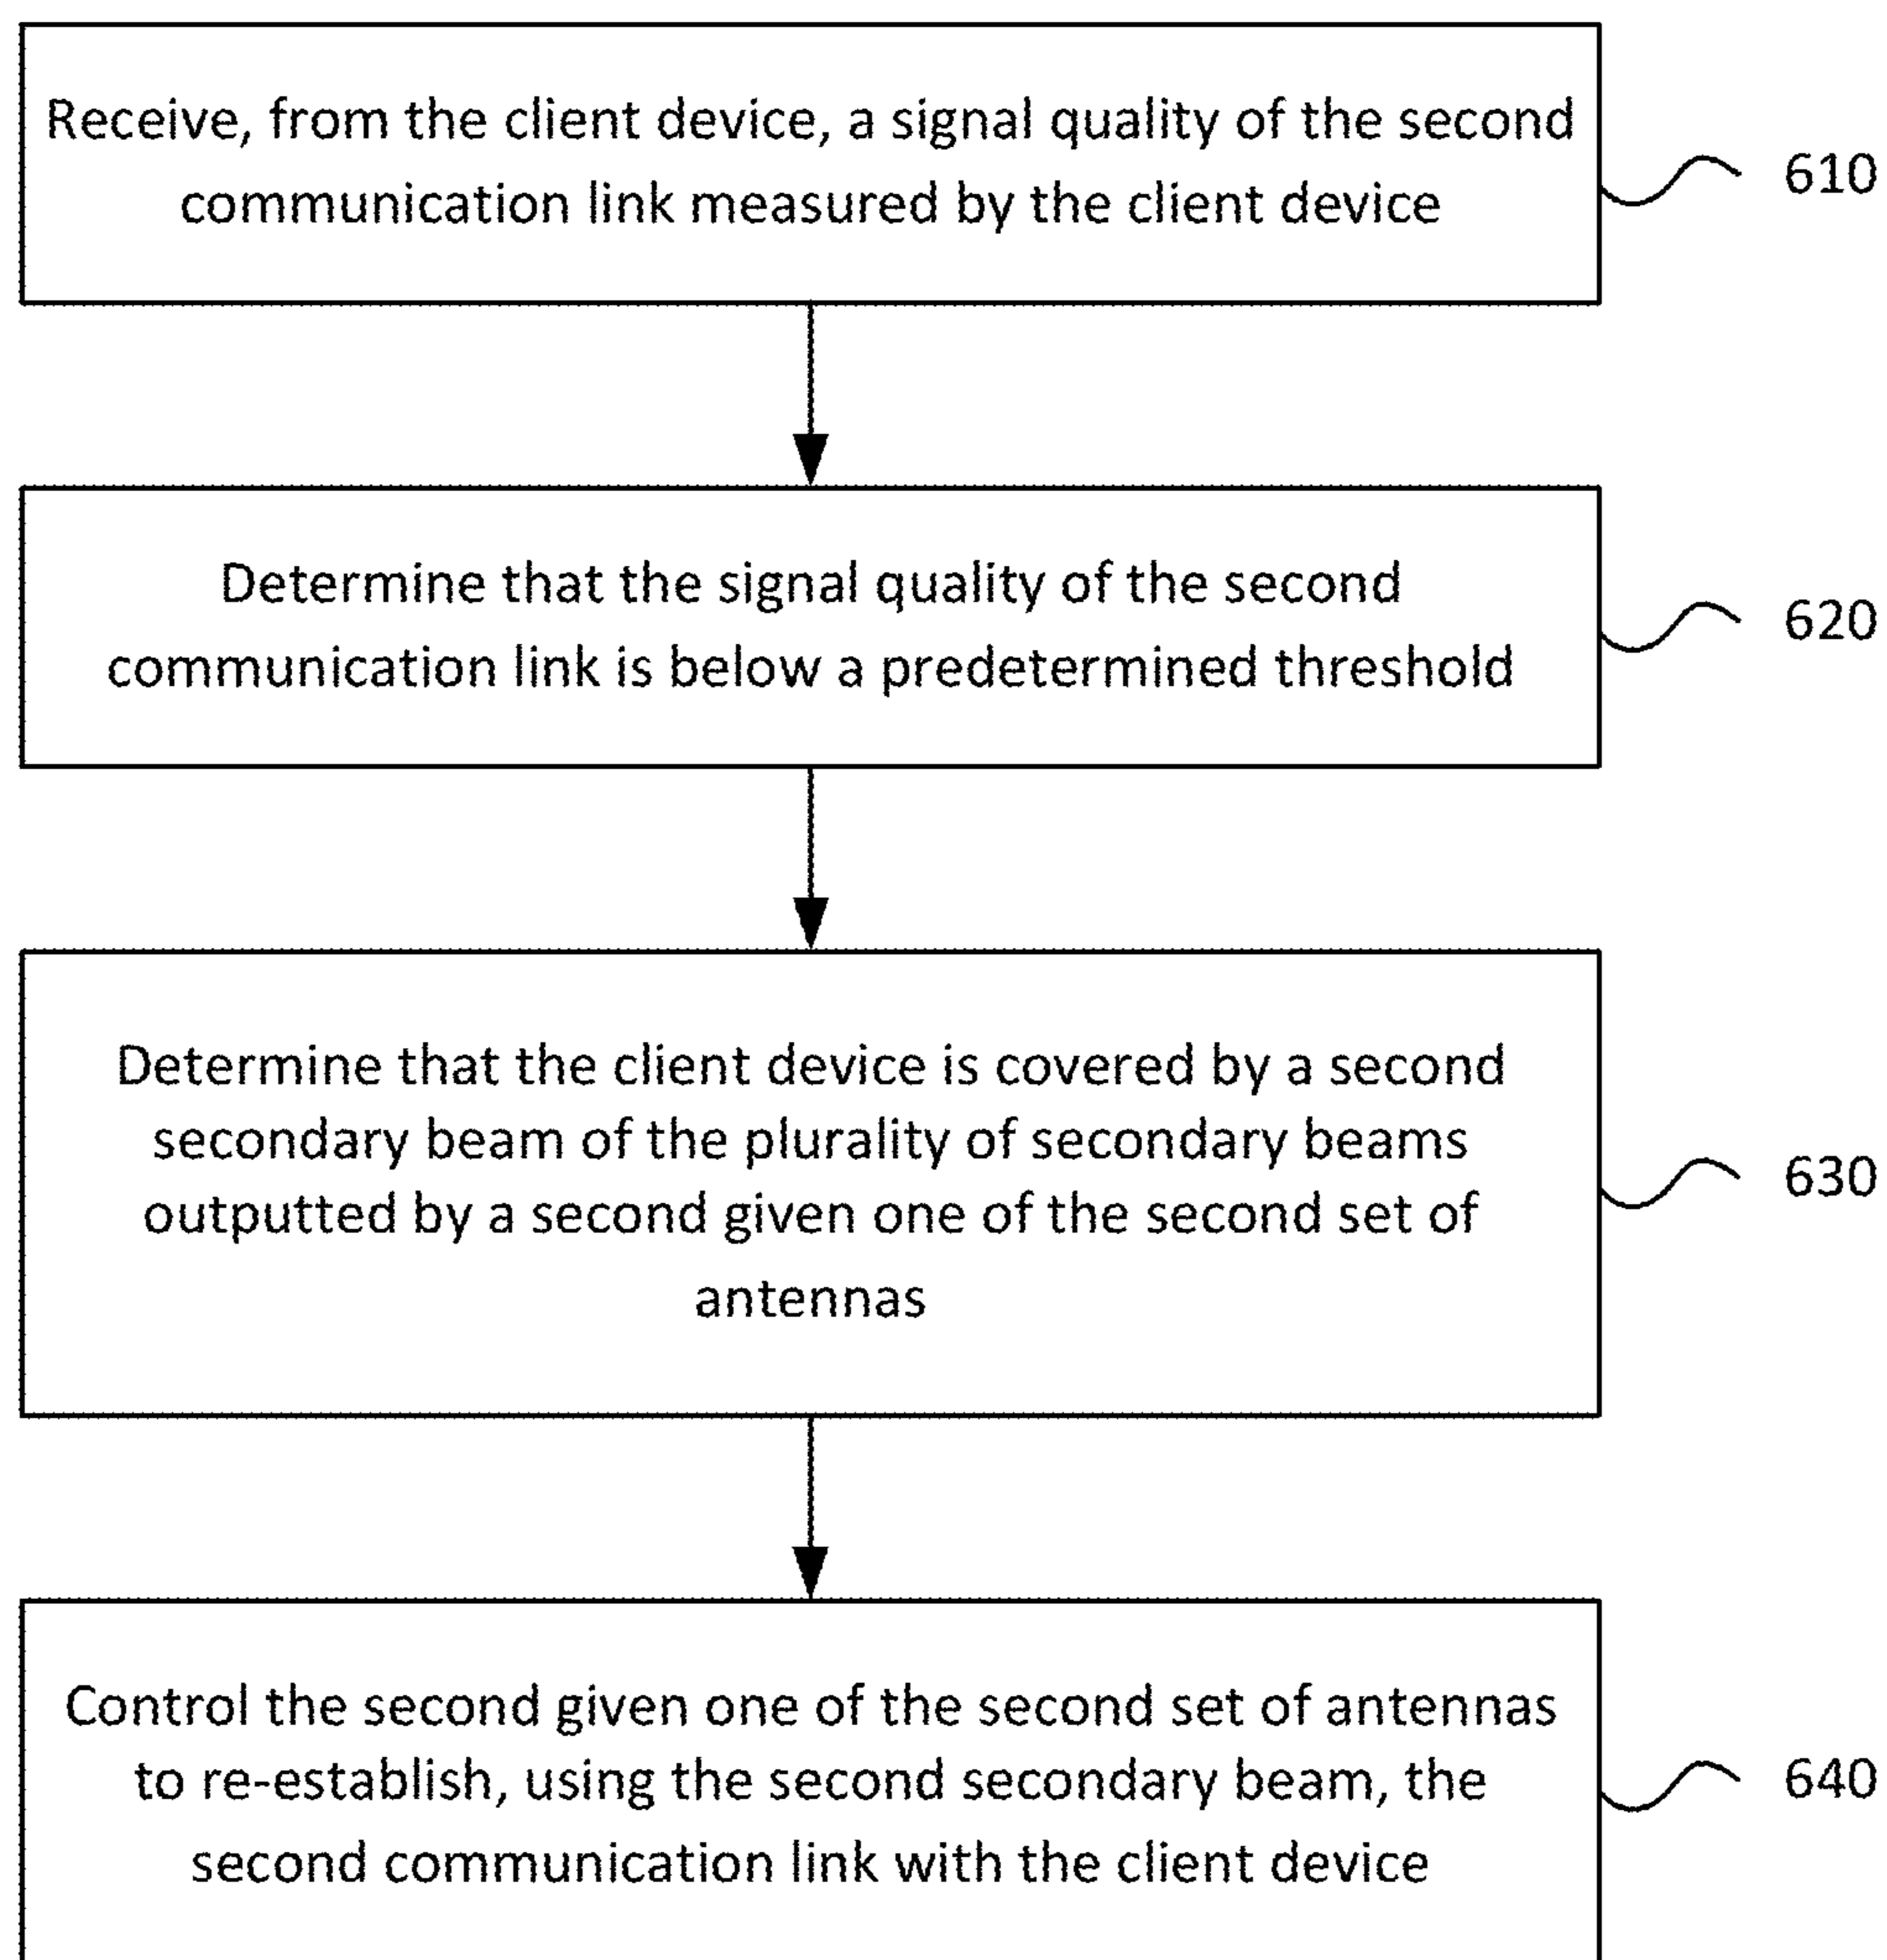 Receive, from the client device, a signal quality of the second
communication link measured by the client device
610
Determine that the signal quality of the second
communication link is below a predetermined threshold
620
Determine that the client device is covered by a second
secondary beam of the plurality of secondary beams
outputted by a second given one of the second set of
antennas
630
Control the second given one of the second set of antennas
to re-establish, using the second secondary beam, the
second communication link with the client device
640